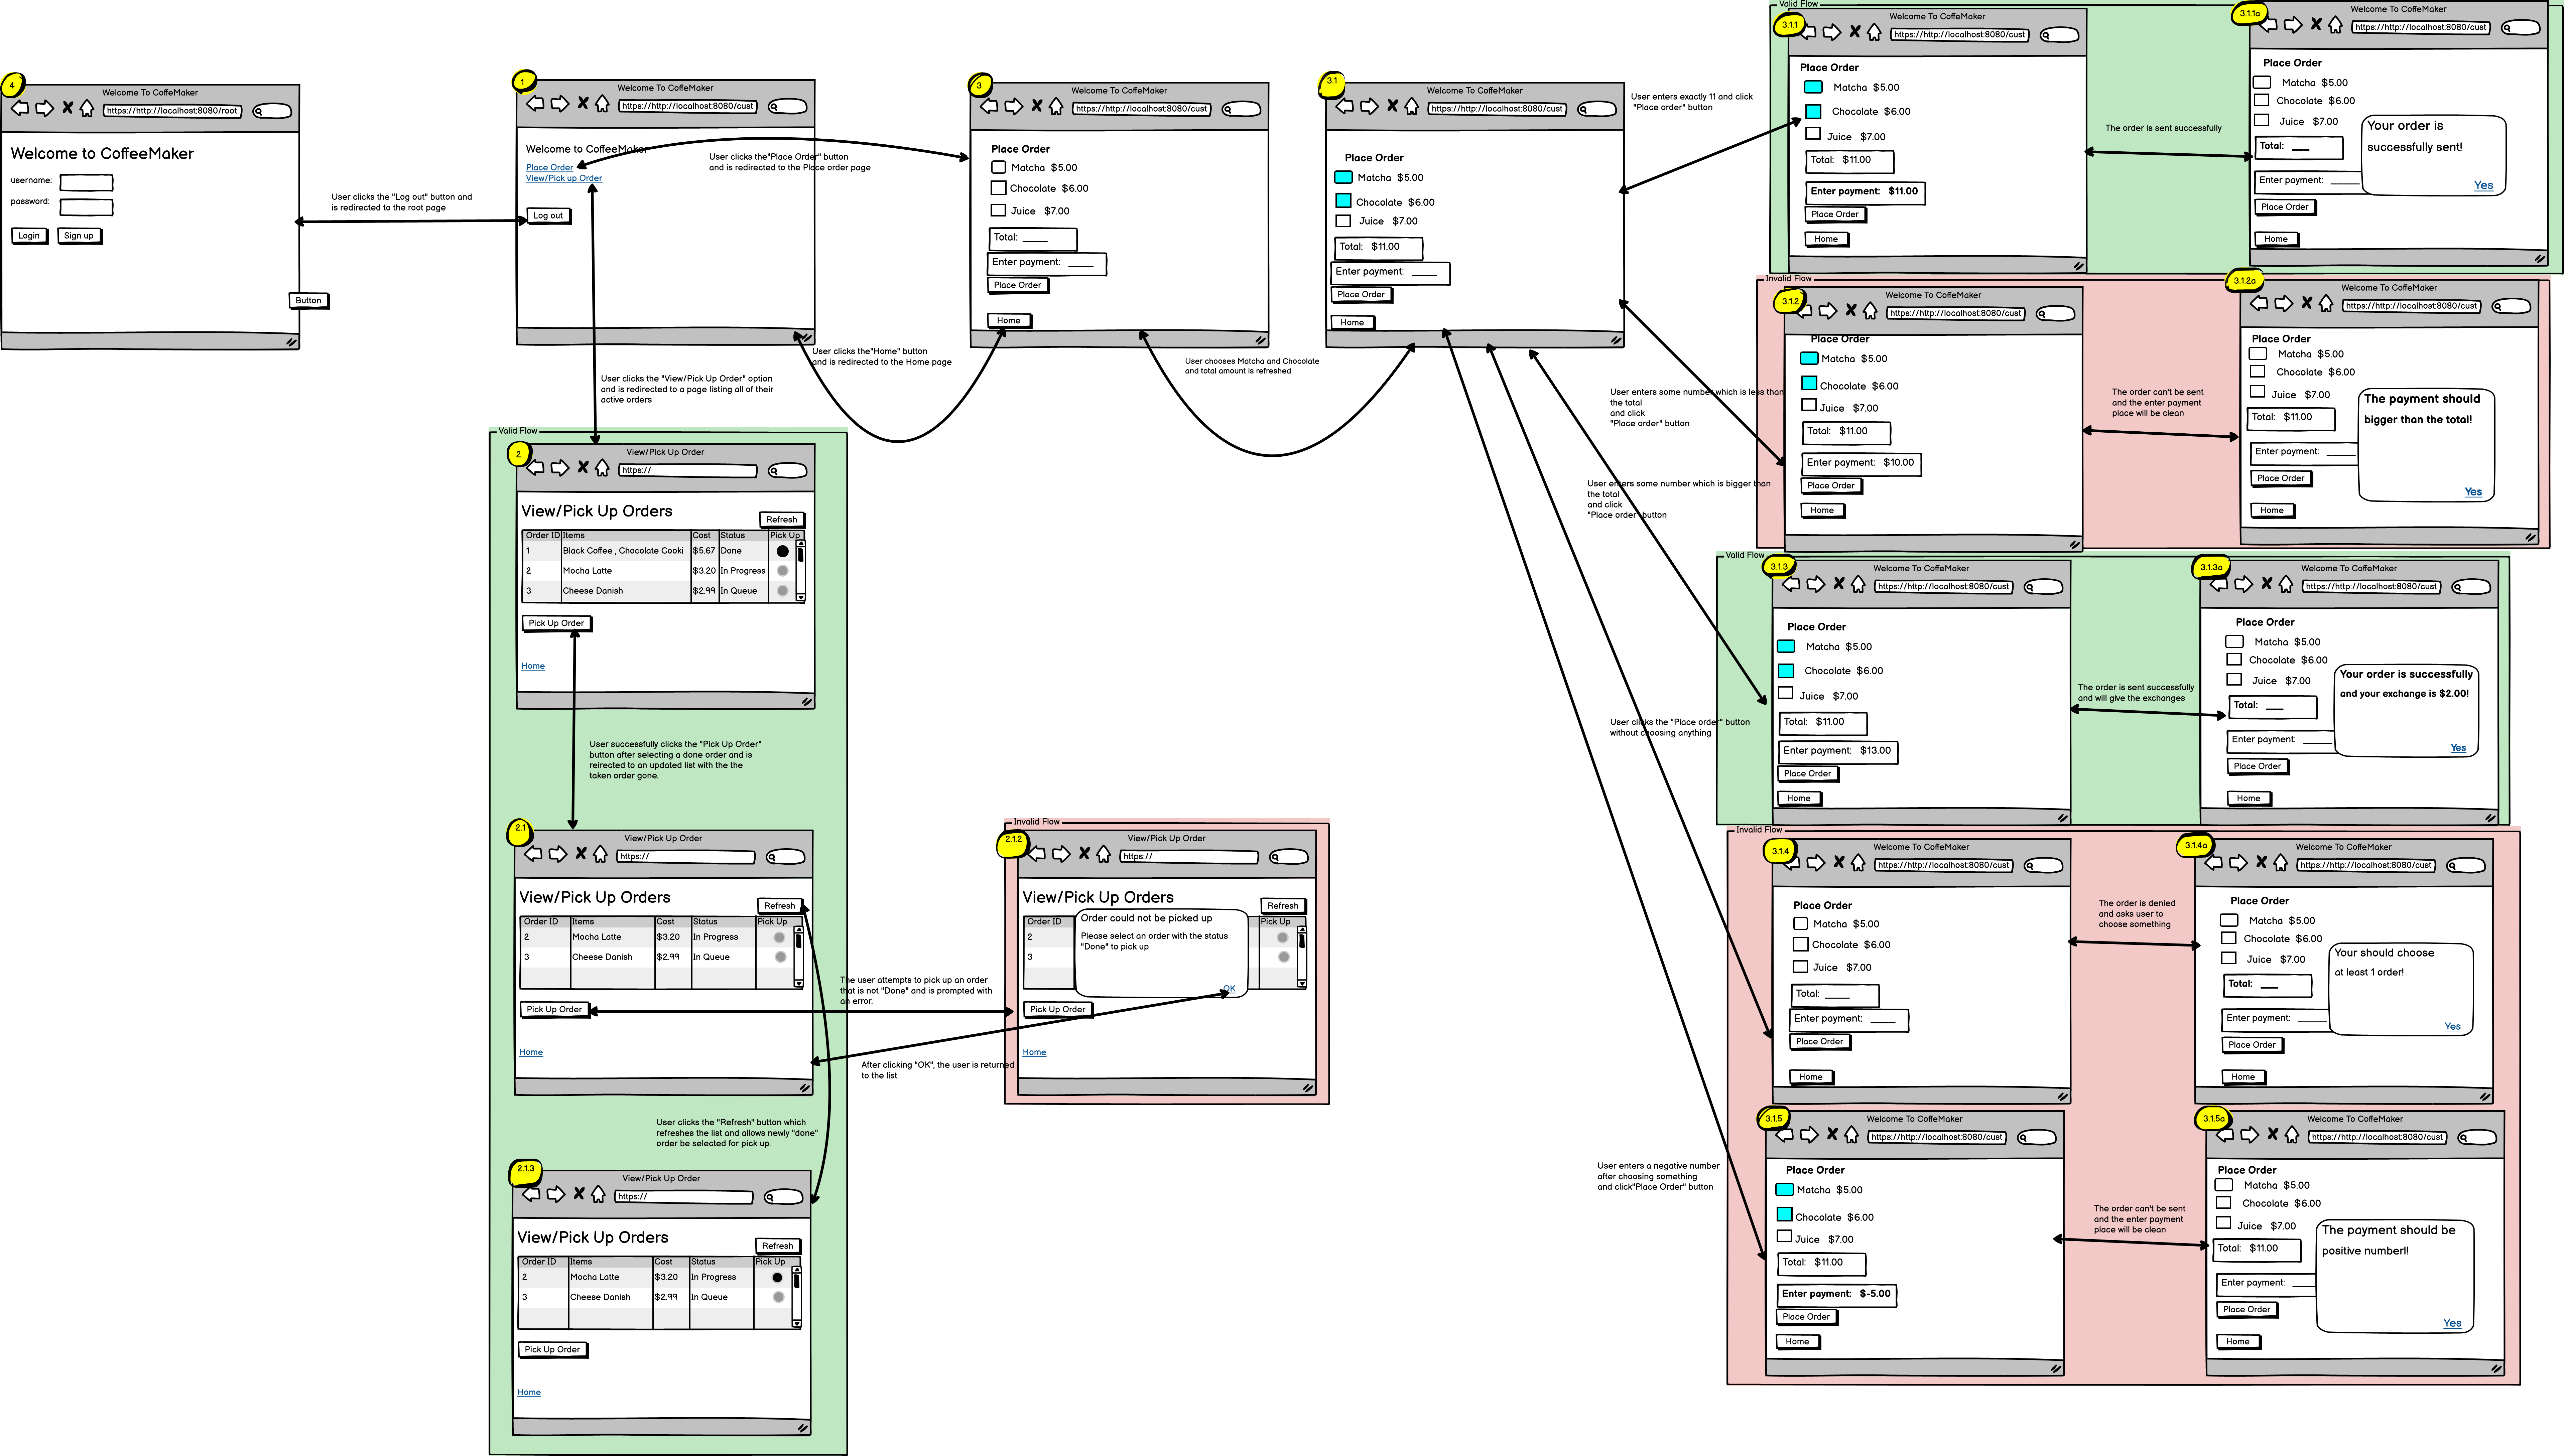 4
Welcome To CoffeMaker
https://http://localhost:8080/root
Welcome to CoffeeMaker
username:
password:
Login
Sign up
Button
User clicks the "Log out" button and
is redirected to the root page
1
Welcome To CoffeMaker
https://http://localhost:8080/cust
Welcome to CoffeeMaker
Place Order
View/Pick up Order
Log out
User clicks the"Place Order" button
and is redirected to the Place order page
User clicks the"Home" button
and is redirected to the Home page
User clicks the "View/Pick Up Order" option
and is redirected to a page listing all of their
active orders
3
Welcome To CoffeMaker
https://http://localhost:8080/cust
Place Order
Matcha $5.00
Chocolate $6.00
Juice $7.00
Total: ____
Enter payment: ____
Place Order
Home
User chooses Matcha and Chocolate
and total amount is refreshed
3.1
Welcome To CoffeMaker
https://http://localhost:8080/cust
Place Order
Matcha $5.00
Chocolate $6.00
Juice $7.00
Total: $11.00
Enter payment: ____
Place Order
Home
User enters exactly 11 and click
"Place order" button
User enters some number which is less than
the total
and click
"Place order" button
User enters some number which is bigger than
the total
and click
"Place order" button
User clicks the "Place order" button
without choosing anything
User enters a negative number
after choosing something
and click"Place Order" button
Valid Flow
3.1.1
Welcome To CoffeMaker
https://http://localhost:8080/cust
Place Order
Matcha $5.00
Chocolate $6.00
Juice $7.00
Total: $11.00
Enter payment: $11.00
Place Order
Home
The order is sent successfully
3.1.1a
Welcome To CoffeMaker
https://http://localhost:8080/cust
Place Order
Matcha $5.00
Chocolate $6.00
Juice $7.00
Total: ___
Enter payment: ____
Place Order
Home
Your order is
successfully sent!
Yes
Invalid Flow
3.1.2
Welcome To CoffeMaker
https://http://localhost:8080/cust
Place Order
Matcha $5.00
Chocolate $6.00
Juice $7.00
Total: $11.00
Enter payment: $10.00
Place Order
Home
The order can't be sent
and the enter payment
place will be clean
3.1.2a
Welcome To CoffeMaker
https://http://localhost:8080/cust
Place Order
Matcha $5.00
Chocolate $6.00
Juice $7.00
Total: $11.00
Enter payment: ____
Place Order
Home
The payment should
bigger than the total!
Yes
Valid Flow
3.1.3
Welcome To CoffeMaker
https://http://localhost:8080/cust
Place Order
Matcha $5.00
Chocolate $6.00
Juice $7.00
Total: $11.00
Enter payment: $13.00
Place Order
Home
The order is sent successfully
and will give the exchanges
3.1.3a
Welcome To CoffeMaker
https://http://localhost:8080/cust
Place Order
Matcha $5.00
Chocolate $6.00
Juice $7.00
Total: ___
Enter payment: ____
Place Order
Home
Your order is successfully
and your exchange is $2.00!
Yes
Invalid Flow
3.1.4
Welcome To CoffeMaker
https://http://localhost:8080/cust
Place Order
Matcha $5.00
Chocolate $6.00
Juice $7.00
Total: ____
Enter payment: ____
Place Order
Home
The order is denied
and asks user to
choose something
3.1.4a
Welcome To CoffeMaker
https://http://localhost:8080/cust
Place Order
Matcha $5.00
Chocolate $6.00
Juice $7.00
Total: ___
Enter payment: ____
Place Order
Home
Your should choose
at least 1 order!
Yes
3.1.5
Welcome To CoffeMaker
https://http://localhost:8080/cust
Place Order
Matcha $5.00
Chocolate $6.00
Juice $7.00
Total: $11.00
Enter payment: $-5.00
Place Order
Home
The order can't be sent
and the enter payment
place will be clean
3.1.5a
Welcome To CoffeMaker
https://http://localhost:8080/cust
Place Order
Matcha $5.00
Chocolate $6.00
Juice $7.00
Total: $11.00
Enter payment: ____
Place Order
Home
The payment should be
positive number!!
Yes
Valid Flow
2
View/Pick Up Order
https://
View/Pick Up Orders
Refresh
Order ID Items Cost Status Pick Up
1 Black Coffee , Chocolate Cooki $5.67 Done
2 Mocha Latte $3.20 In Progress
3 Cheese Danish $2.99 In Queue
Pick Up Order
Home
User successfully clicks the "Pick Up Order"
button after selecting a done order and is
reirected to an updated list with the the
taken order gone.
2.1
View/Pick Up Order
https://
View/Pick Up Orders
Refresh
Order ID Items Cost Status Pick Up
2 Mocha Latte $3.20 In Progress
3 Cheese Danish $2.99 In Queue
Pick Up Order
Home
The user attempts to pick up an order
that is not "Done" and is prompted with
an error.
After clicking "OK", the user is returned
to the list
Invalid Flow
2.1.2
View/Pick Up Order
https://
View/Pick Up Orders
Refresh
Order ID Pick Up
2
3
Order could not be picked up
Please select an order with the status
"Done" to pick up
OK
Pick Up Order
Home
User clicks the "Refresh" button which
refreshes the list and allows newly "done"
order be selected for pick up.
2.1.3
View/Pick Up Order
https://
View/Pick Up Orders
Refresh
Order ID Items Cost Status Pick Up
2 Mocha Latte $3.20 In Progress
3 Cheese Danish $2.99 In Queue
Pick Up Order
Home